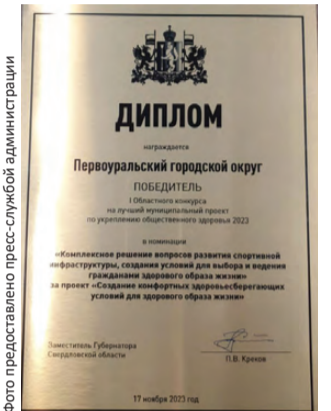 Фото предоставлено пресс-службой администрации
ДИПЛОМ
награждается
Первоуральский городской округ
ПОБЕДИТЕЛЬ
I Областного конкурса
на лучший муниципальный проект
по укреплению общественного здоровья 2023
в номинации
«Комплексное решение вопросов развития спортивной
инфраструктуры, создания условий для выбора и ведения
гражданами здорового образа жизни»
за проект «Создание комфортных здоровьесберегающих
условий для здорового образа жизни»
Заместитель Губернатора
Свердловской области
П.В. Креков
17 ноября 2023 год